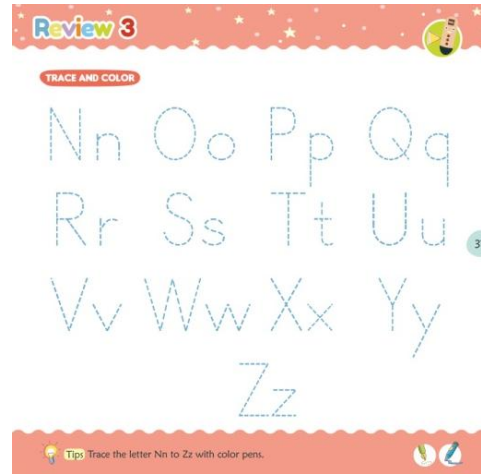 Review 3
TRACE AND COLOR
Nn Oo Pp Qq
Rr Ss Tt Uu
Vv Ww Xx Yy
Zz
Tips Trace the letter Nn to Zz with color pens.